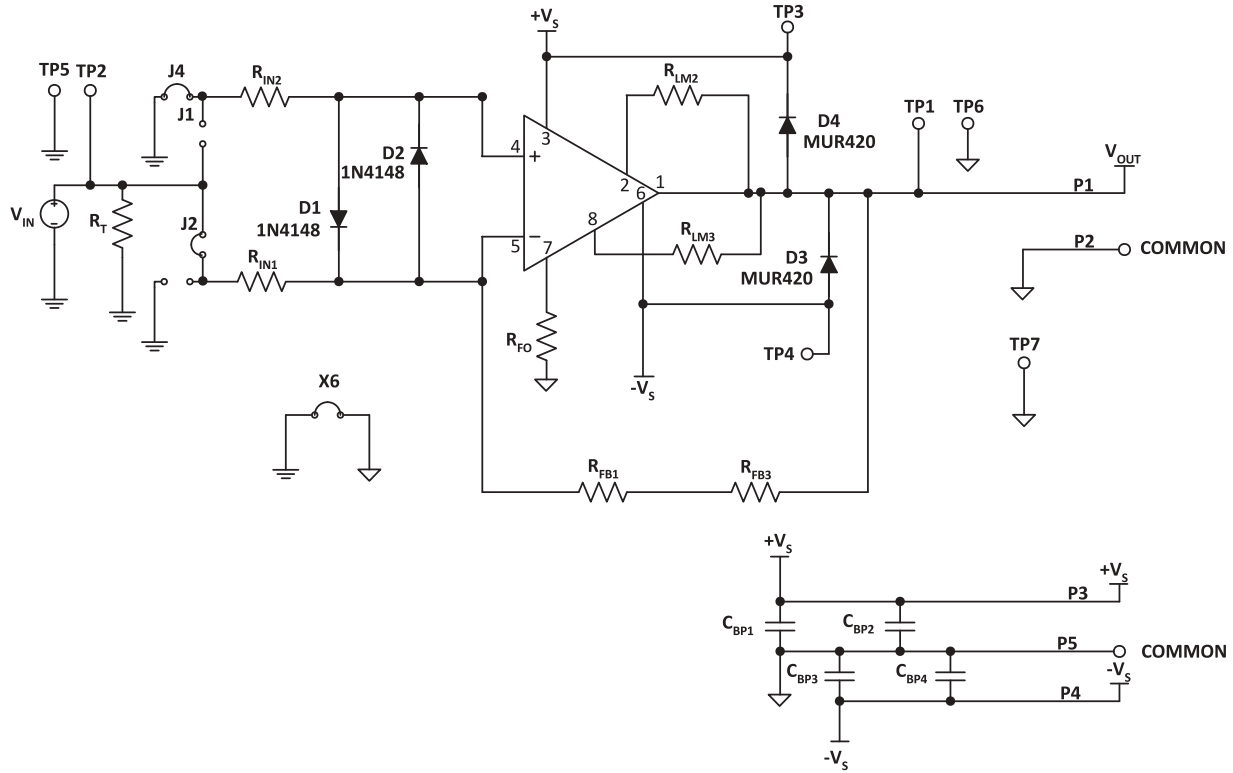 +VS
TP3
TP5 TP2
J4
RIN2
RLM2
J1
D4
MUR420
TP1
TP6
4
+
3
D2
1N4148
2
6
1
P1
VOUT
VIN
+
−
RT
J2
D1
1N4148
8
RLM3
5
−
7
RIN1
D3
MUR420
P2
COMMON
RFO
TP4
-VS
TP7
X6
RFB1
RFB3
+VS
P3
+VS
CBP1
CBP2
P5
COMMON
CBP3
CBP4
-VS
P4
-VS